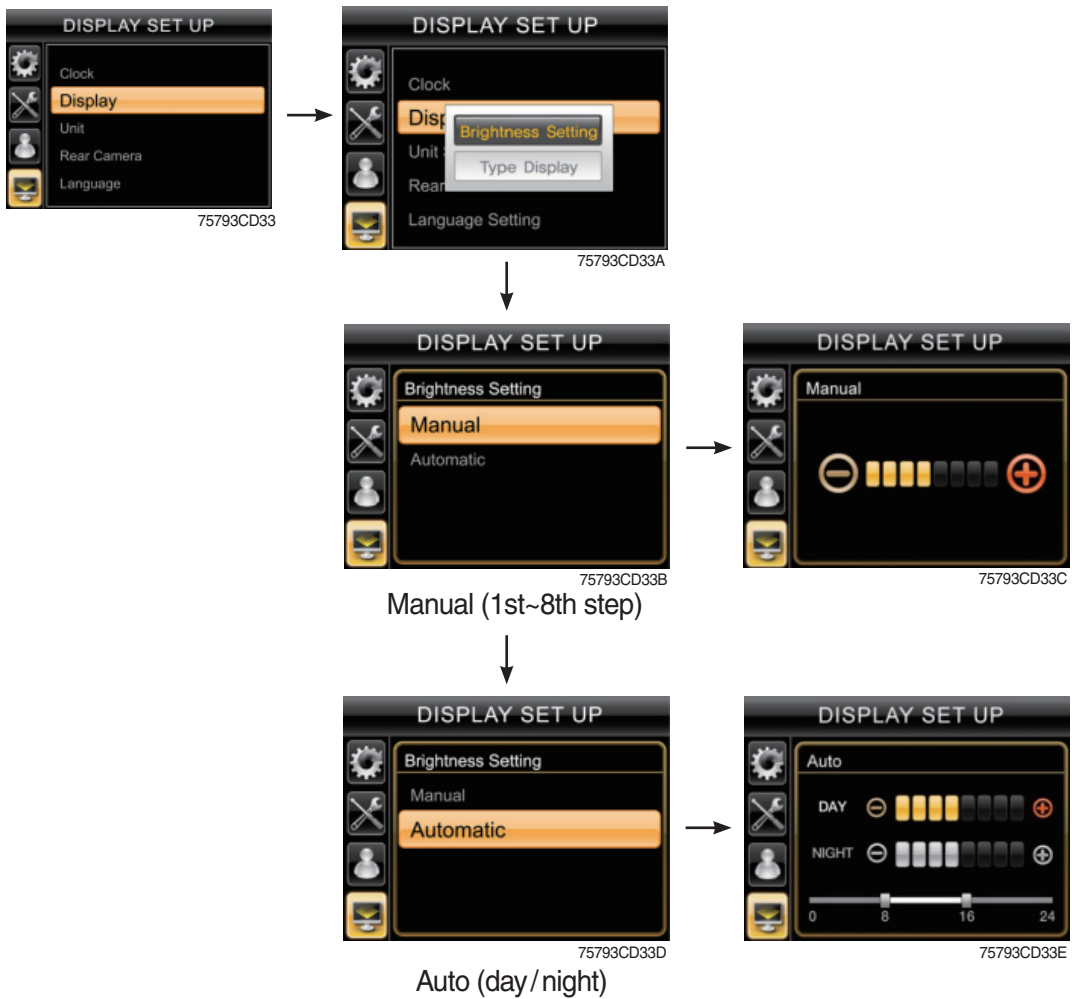 DISPLAY SET UP
Clock
Display
Unit
Rear Camera
Language
75793CD33
DISPLAY SET UP
Clock
Disp
Brightness Setting
Unit
Type Display
Rear
Language Setting
75793CD33A
DISPLAY SET UP
Brightness Setting
Manual
Automatic
75793CD33B
Manual (1st~8th step)
DISPLAY SET UP
Manual
75793CD33C
DISPLAY SET UP
Brightness Setting
Manual
Automatic
75793CD33D
Auto (day/night)
DISPLAY SET UP
Auto
DAY
NIGHT
0 8 16 24
75793CD33E